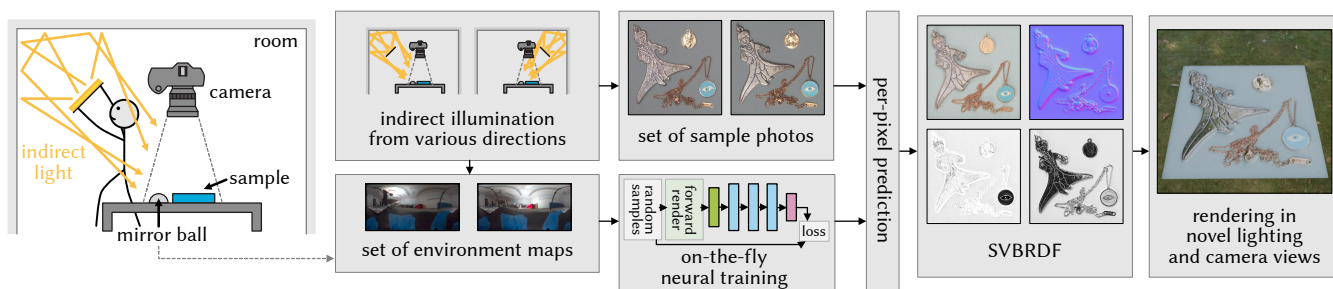 room
camera
indirect
light
sample
mirror ball
indirect illumination
from various directions
set of environment maps
set of sample photos
random
samples
forward
render
loss
on-the-fly
neural training
per-pixel prediction
SVBRDF
rendering in
novel lighting
and camera views